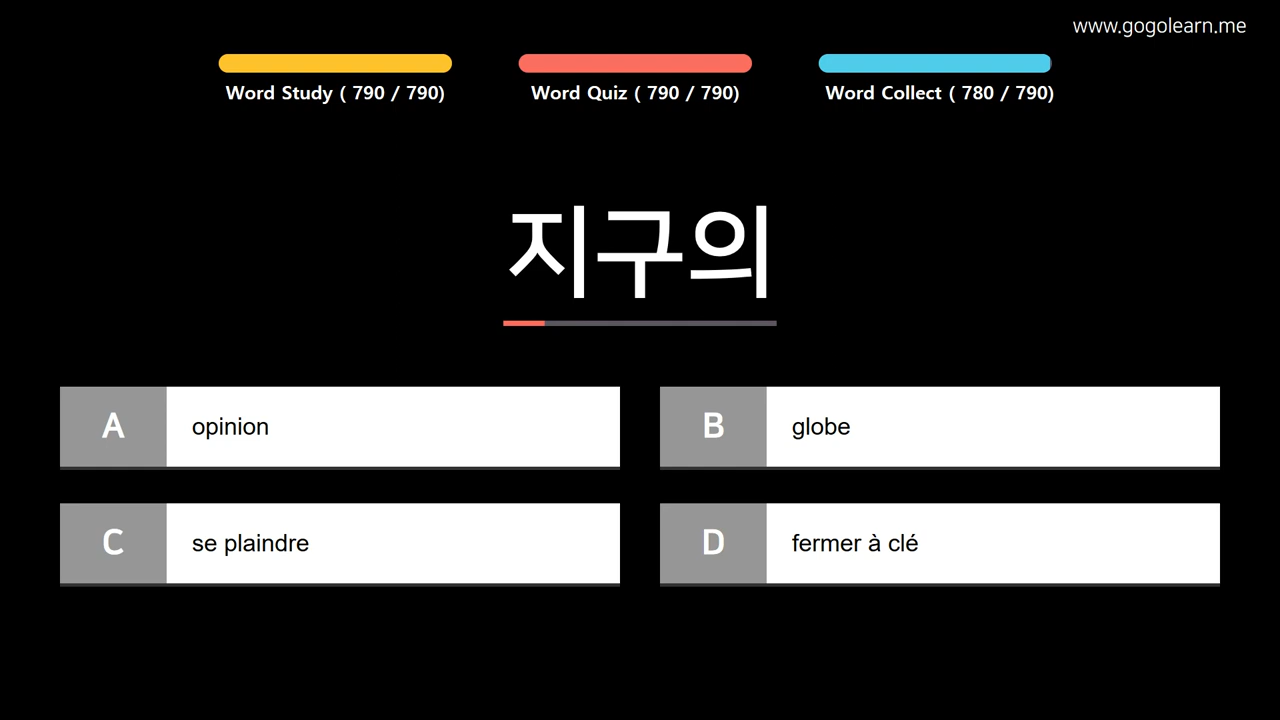 www.gogolearn.me
Word Study ( 790 / 790)
Word Quiz ( 790 / 790)
Word Collect ( 780 / 790)
지구의
A opinion
B globe
C se plaindre
D fermer à clé